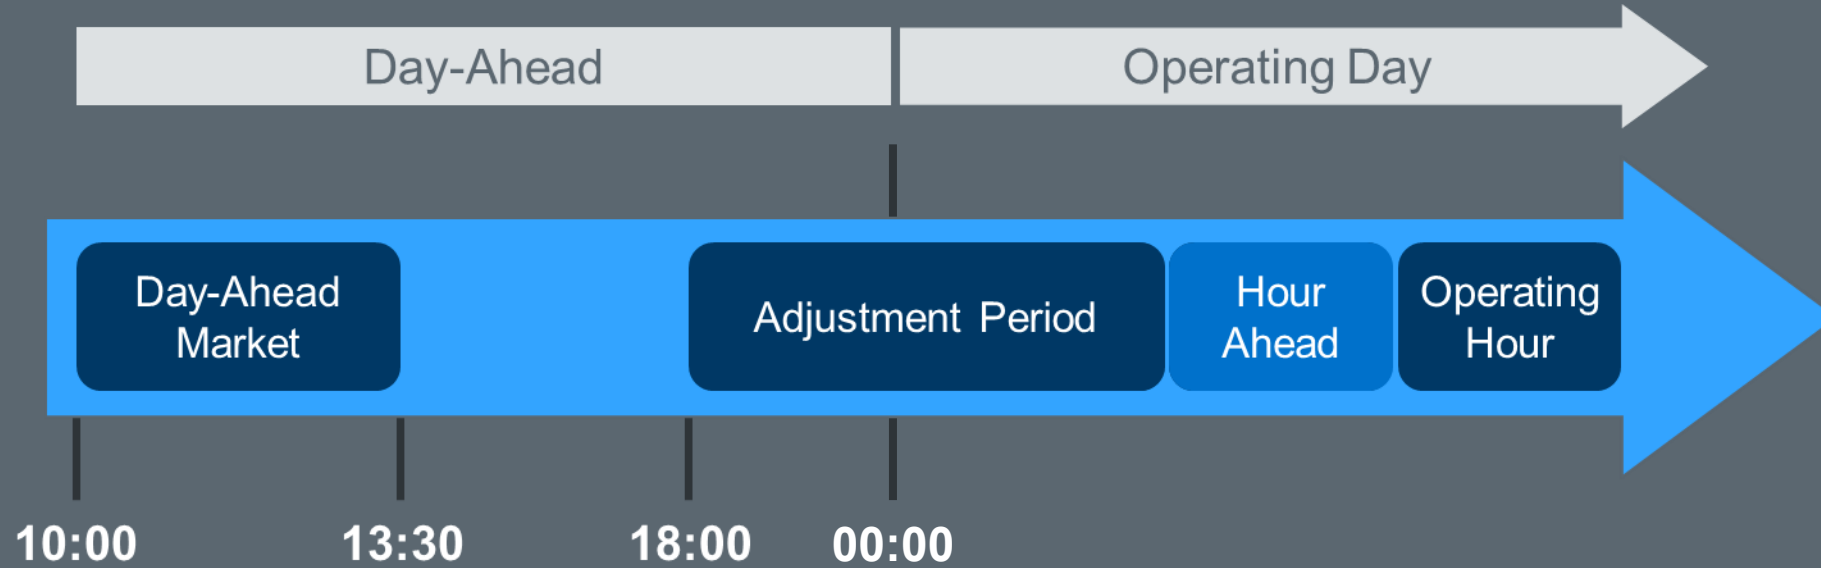 Day-Ahead
Operating Day
Day-Ahead
Market
Adjustment Period
Hour
Ahead
Operating
Hour
10:00
13:30
18:00
00:00